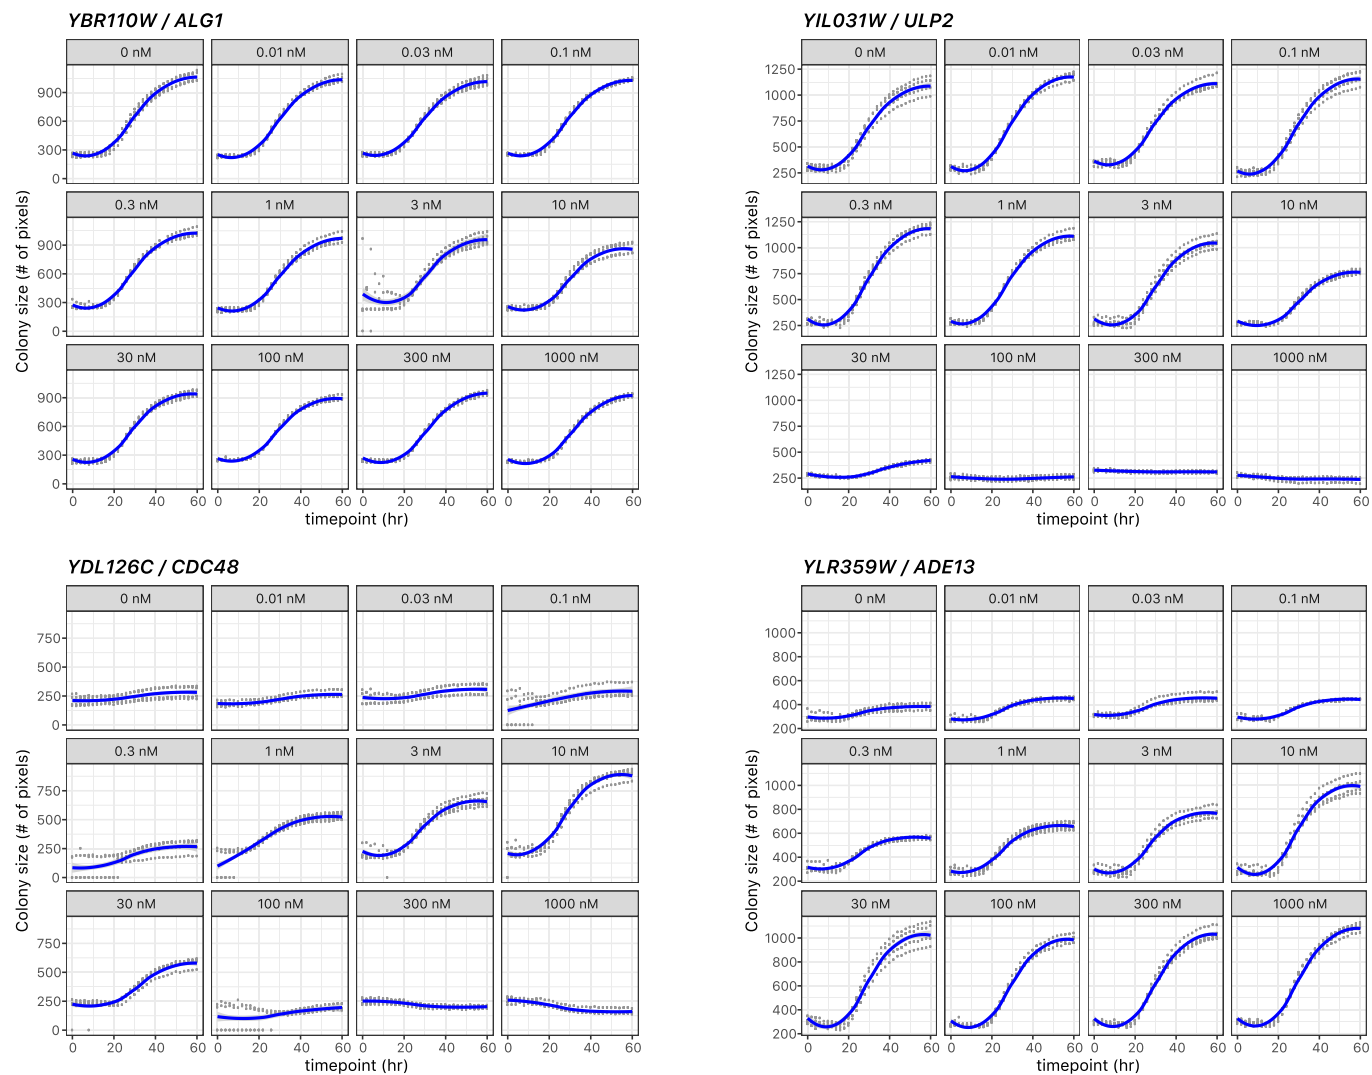 YBR110W / ALG1
0 nM 0.01 nM 0.03 nM 0.1 nM
900
600
300
0
0.3 nM 1 nM 3 nM 10 nM
900
600
300
0
30 nM 100 nM 300 nM 1000 nM
900
600
300
0
0 20 40 60 0 20 40 60 0 20 40 60 0 20 40 60
timepoint (hr)
Colony size (# of pixels)
YIL031W / ULP2
0 nM 0.01 nM 0.03 nM 0.1 nM
1250
1000
750
500
250
0.3 nM 1 nM 3 nM 10 nM
1250
1000
750
500
250
30 nM 100 nM 300 nM 1000 nM
1250
1000
750
500
250
0 20 40 60 0 20 40 60 0 20 40 60 0 20 40 60
timepoint (hr)
Colony size (# of pixels)
YDL126C / CDC48
0 nM 0.01 nM 0.03 nM 0.1 nM
750
500
250
0
0.3 nM 1 nM 3 nM 10 nM
750
500
250
0
30 nM 100 nM 300 nM 1000 nM
750
500
250
0
0 20 40 60 0 20 40 60 0 20 40 60 0 20 40 60
timepoint (hr)
Colony size (# of pixels)
YLR359W / ADE13
0 nM 0.01 nM 0.03 nM 0.1 nM
1000
800
600
400
200
0.3 nM 1 nM 3 nM 10 nM
1000
800
600
400
200
30 nM 100 nM 300 nM 1000 nM
1000
800
600
400
200
0 20 40 60 0 20 40 60 0 20 40 60 0 20 40 60
timepoint (hr)
Colony size (# of pixels)